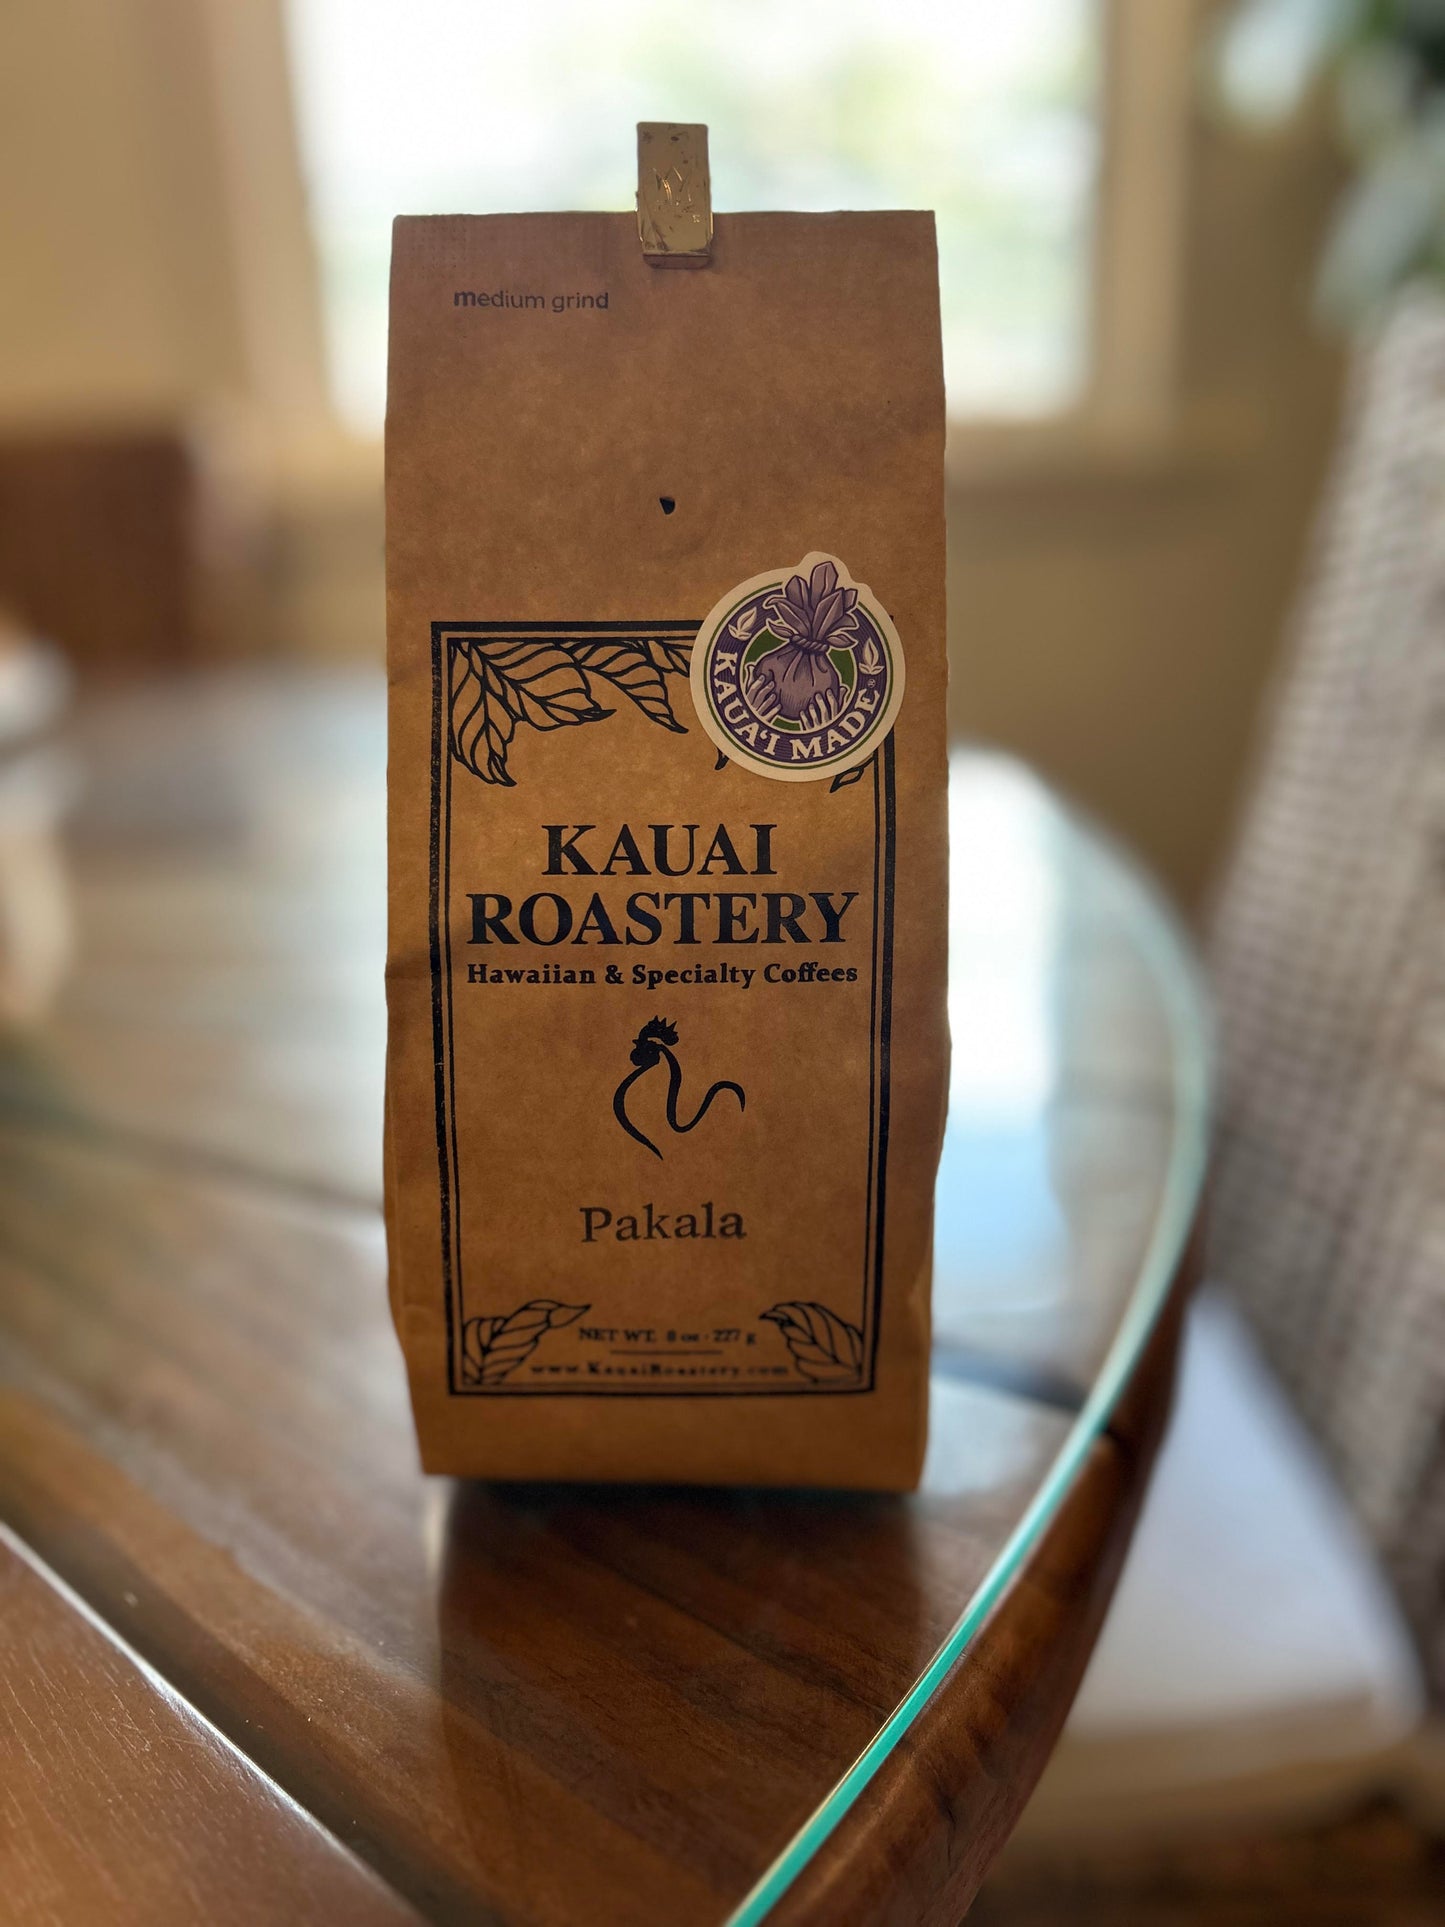 medium grind
KAUA'I MADE®
KAUAI
ROASTERY
Hawaiian & Specialty Coffees
Pakala
NET WT. 8 oz · 227 g
www.KauaiRoastery.com